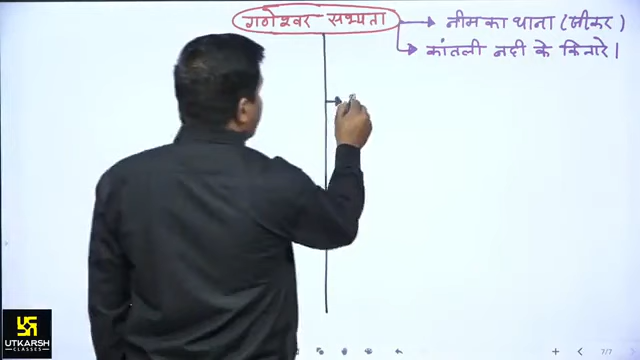 गणेश्वर सभ्यता → नीम का थाना (सीकर)
→ कांतली नदी के किनारे।
UTKARSH
CLASSES
7/7